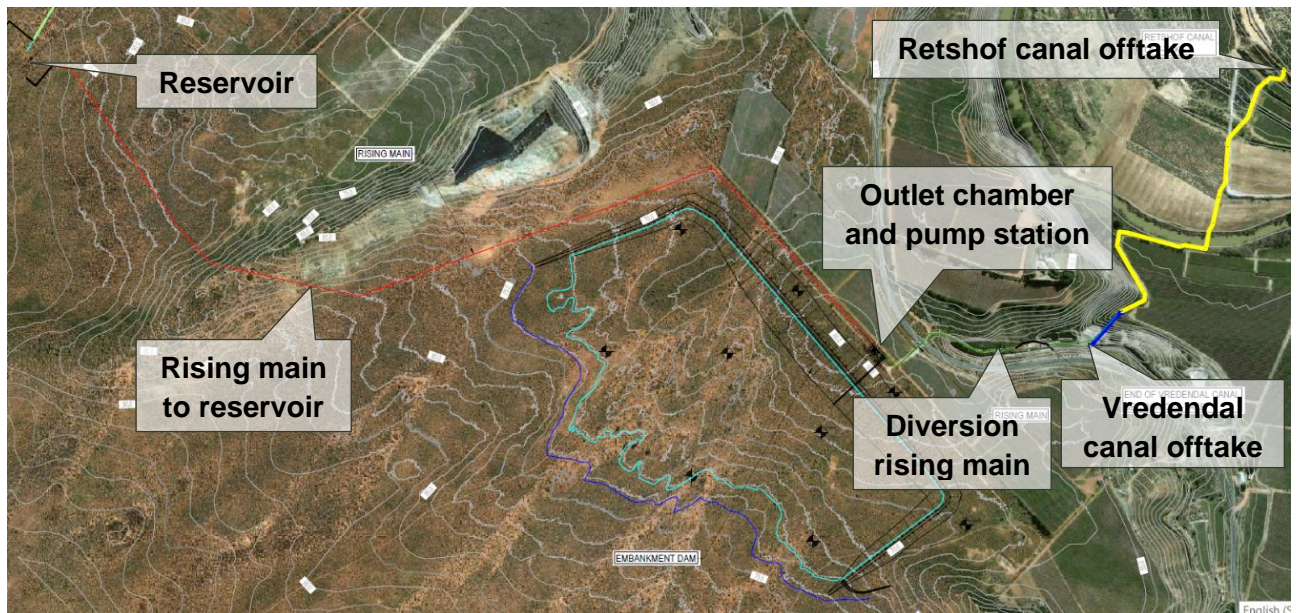 RETSHOF CANAL
Retshof canal offtake
Reservoir
RISING MAIN
Outlet chamber
and pump station
Rising main
to reservoir
Diversion
rising main
RISING MAIN
END OF VREDENDAL CANAL
Vredendal
canal offtake
EMBANKMENT DAM
English (S